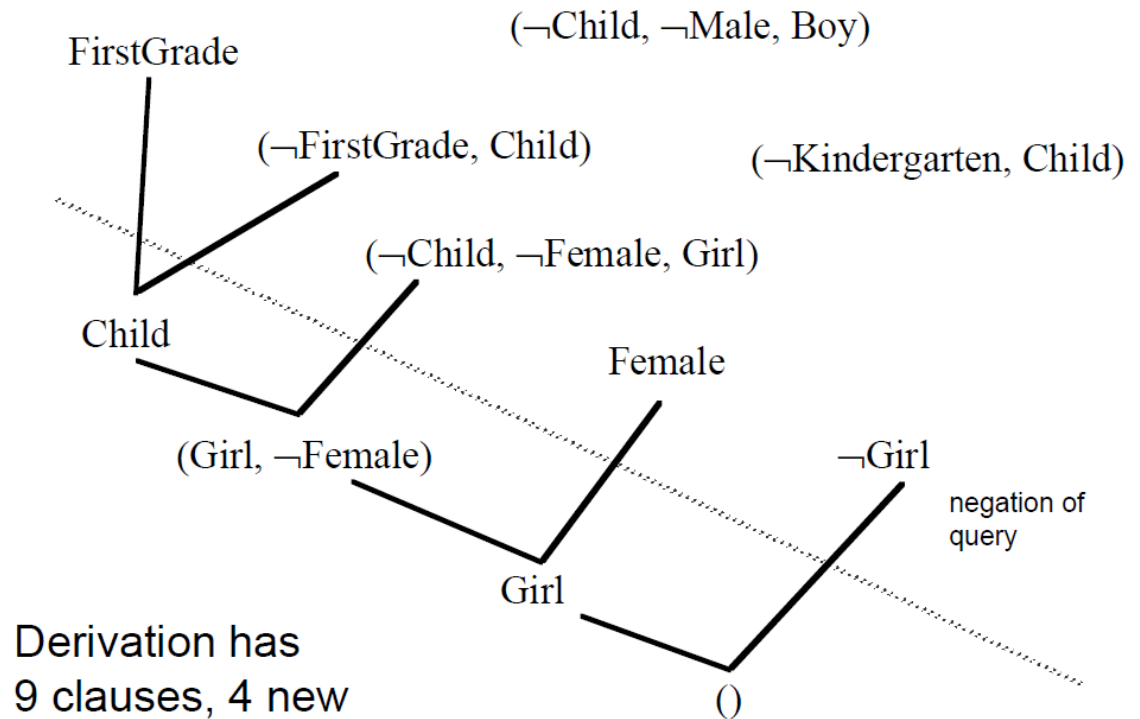 (¬Child, ¬Male, Boy)
FirstGrade
(¬FirstGrade, Child)
(¬Kindergarten, Child)
(¬Child, ¬Female, Girl)
Child
Female
(Girl, ¬Female)
¬Girl
negation of
query
Girl
Derivation has
9 clauses, 4 new
()